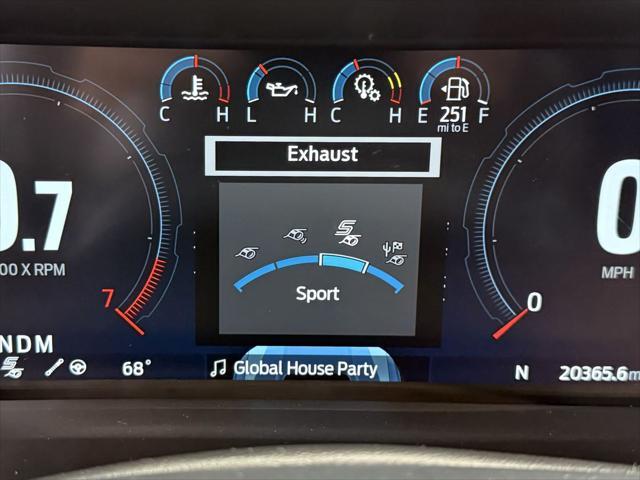 C H L H C H E 251 F
mi to E
Exhaust
0.7
00 X RPM
MPH
Sport
7
0
NDM
68°
Global House Party
N
20365.6 m